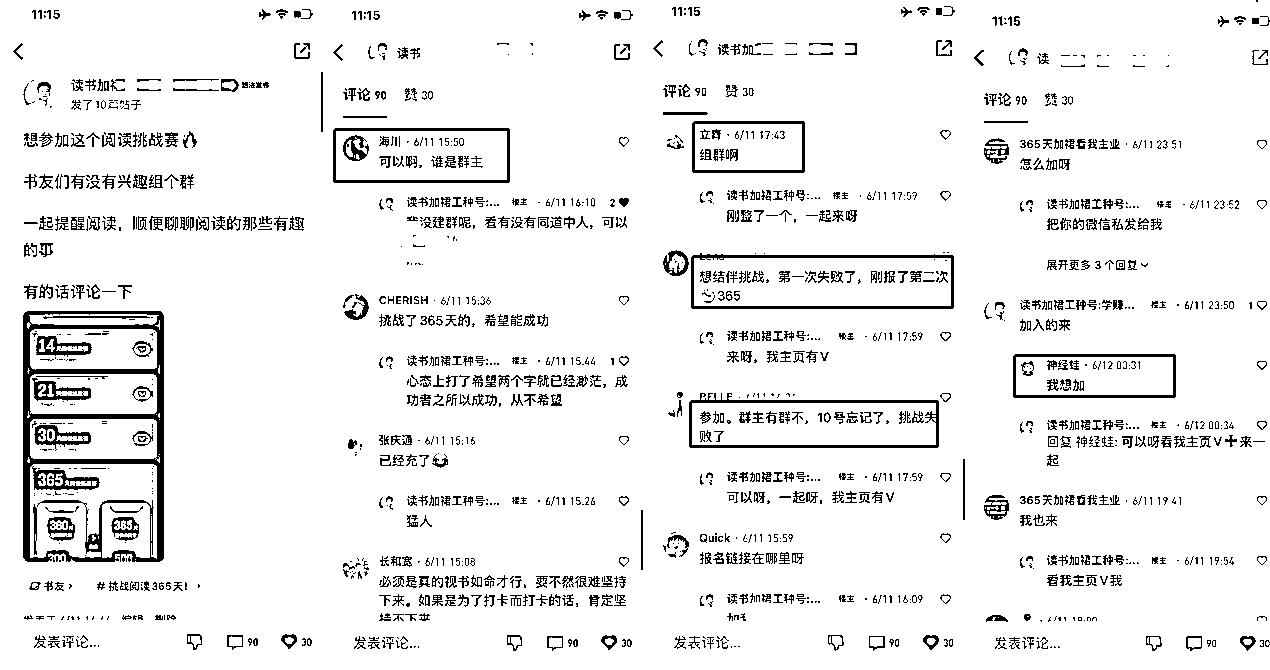 11:15
读书加裙
发了10篇帖子
想参加这个阅读挑战赛🔥
书友们有没有兴趣组个群
一起提醒阅读，顺便聊聊阅读的那些有趣
的事
有的话评论一下
14
21
30
365
360
365
300
500
书友 ›
# 挑战阅读365天! ›
发表评论...
90
30
11:15
读书
评论 90 赞 30
海川 · 6/11 15:50
可以啊，谁是群主
读书加裙工种号:... 楼主 · 6/11 16:10 2
没建群呢，看有没有同道中人，可以
CHERISH · 6/11 15:36
挑战了365天的，希望能成功
读书加裙工种号:... 楼主 · 6/11 15:44 1
心态上打了希望两个字就已经渺茫，成
功者之所以成功，从不希望
张庆通 · 6/11 15:16
已经充了😂
读书加裙工种号:... 楼主 · 6/11 15:26
猛人
长和宽 · 6/11 15:08
必须是真的视书如命才行，要不然很难坚持
下来。如果是为了打卡而打卡的话，肯定坚
持不下来
发表评论...
90
30
11:15
读书加
评论 90 赞 30
立春 · 6/11 17:43
组群啊
读书加裙工种号:... 楼主 · 6/11 17:59
刚整了一个，一起来呀
想结伴挑战，第一次失败了，刚报了第二次
365
读书加裙工种号:... 楼主 · 6/11 17:59
来呀，我主页有V
BELLE
参加。群主有群不，10号忘记了，挑战失
败了
读书加裙工种号:... 楼主 · 6/11 17:59
可以呀，一起呀，我主页有V
Quick · 6/11 15:59
报名链接在哪里呀
读书加裙工种号:... 楼主 · 6/11 16:09
发表评论...
90
30
11:15
读
评论 90 赞 30
365天加裙看我主业 · 6/11 23:51
怎么加呀
读书加裙工种号:... 楼主 · 6/11 23:52
把你的微信私发给我
展开更多 3 个回复
读书加裙工种号:学赚... 楼主 · 6/11 23:50 1
加入的来
神经蛙 · 6/12 00:31
我想加
读书加裙工种号:... 楼主 · 6/12 00:34
回复 神经蛙: 可以呀看我主页V➕来一
起
365天加裙看我主业 · 6/11 19:41
我也来
读书加裙工种号:... 楼主 · 6/11 19:54
看我主页V我
发表评论...
90
30